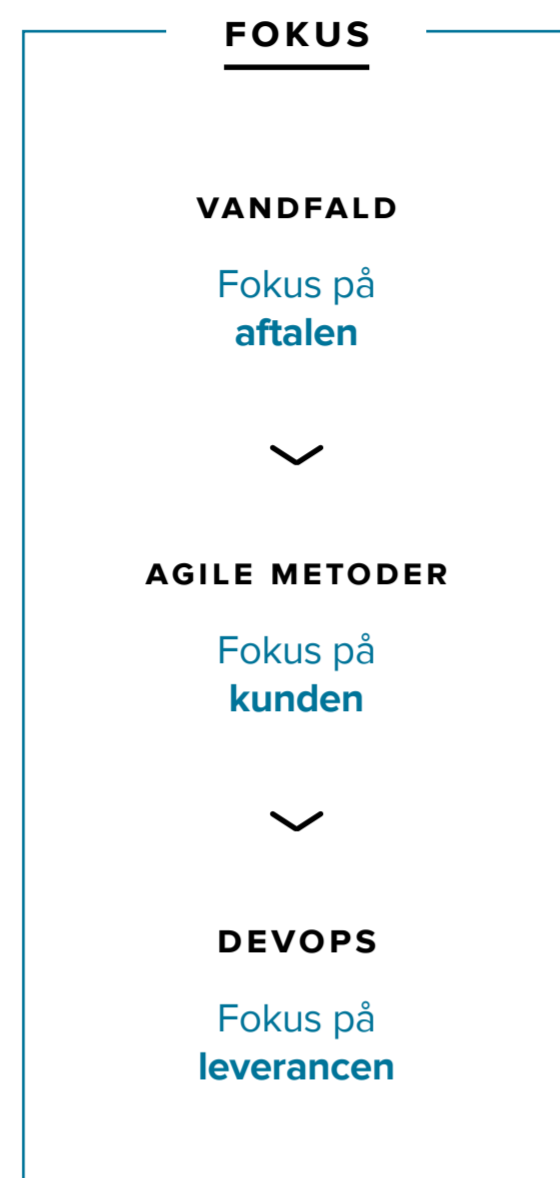 FOKUS
VANDFALD
Fokus på
aftalen
AGILE METODER
Fokus på
kunden
DEVOPS
Fokus på
leverancen